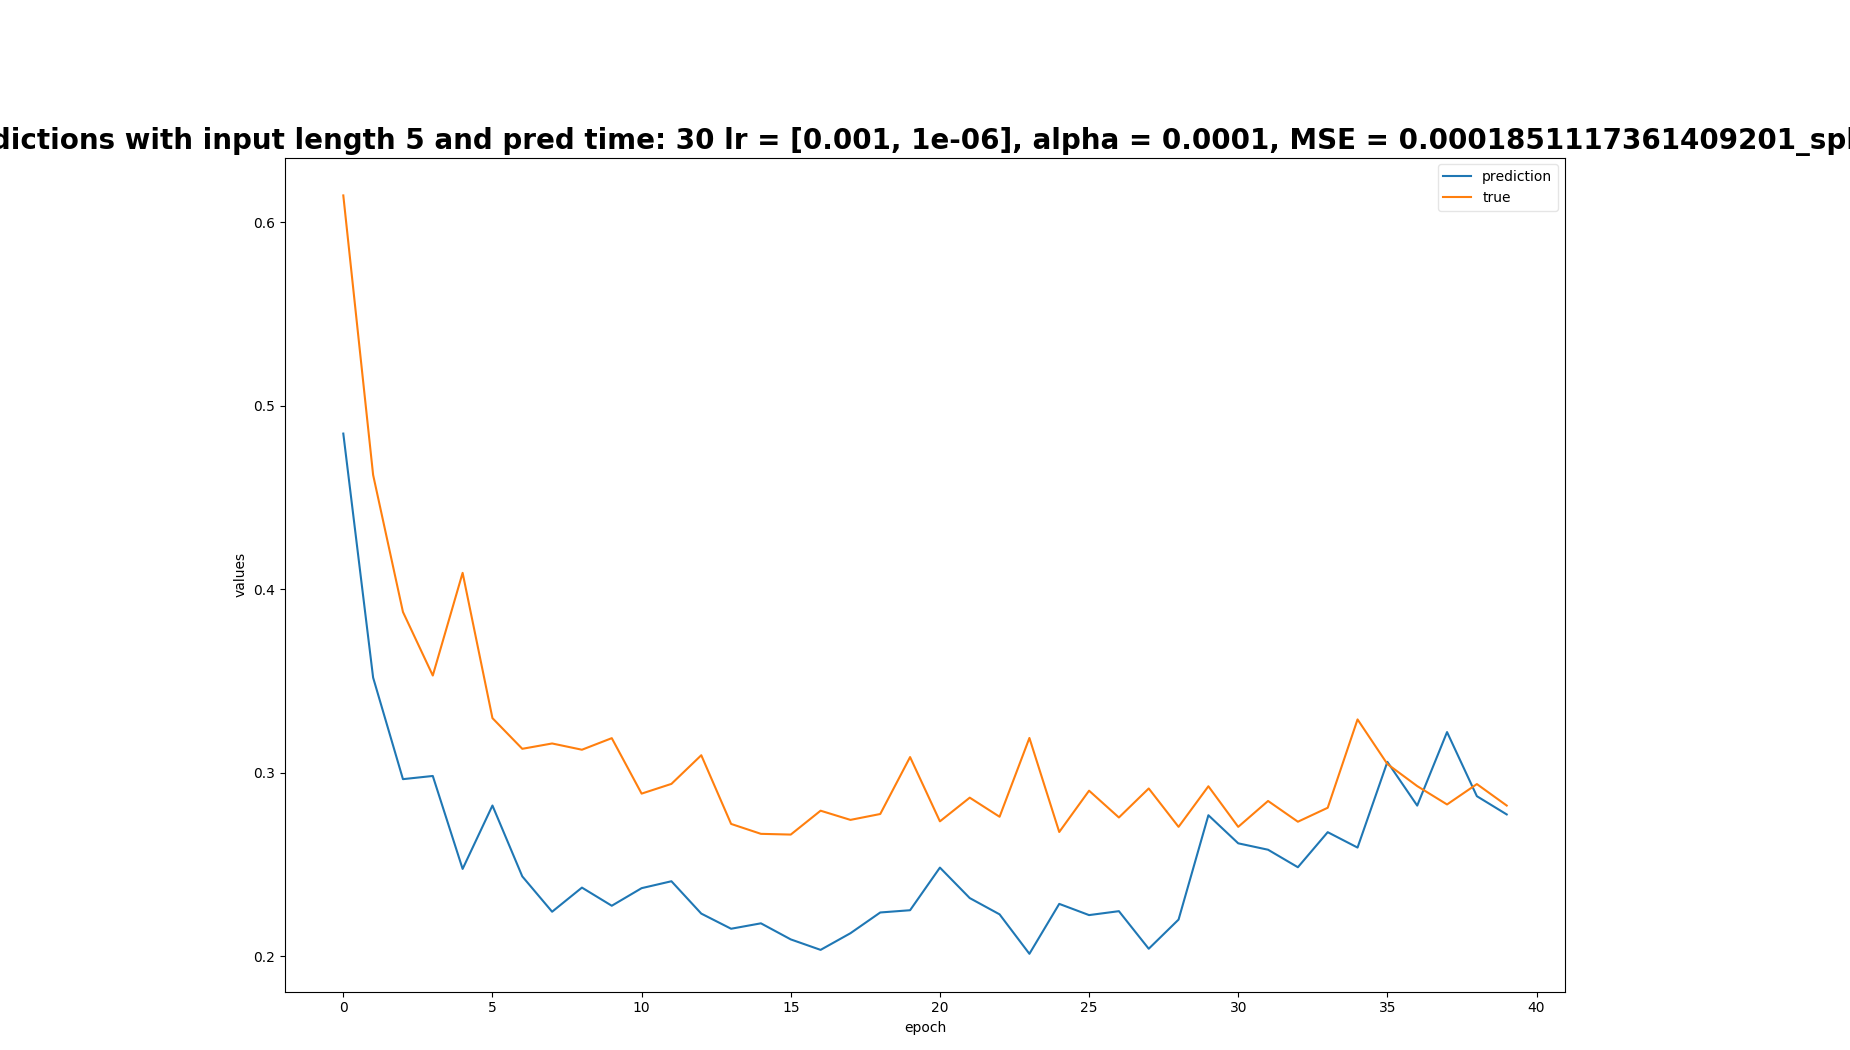 dictions with input length 5 and pred time: 30 lr = [0.001, 1e-06], alpha = 0.0001, MSE = 0.0001851117361409201_spl
prediction
true
0.6
0.5
0.4
0.3
0.2
values
0 5 10 15 20 25 30 35 40
epoch